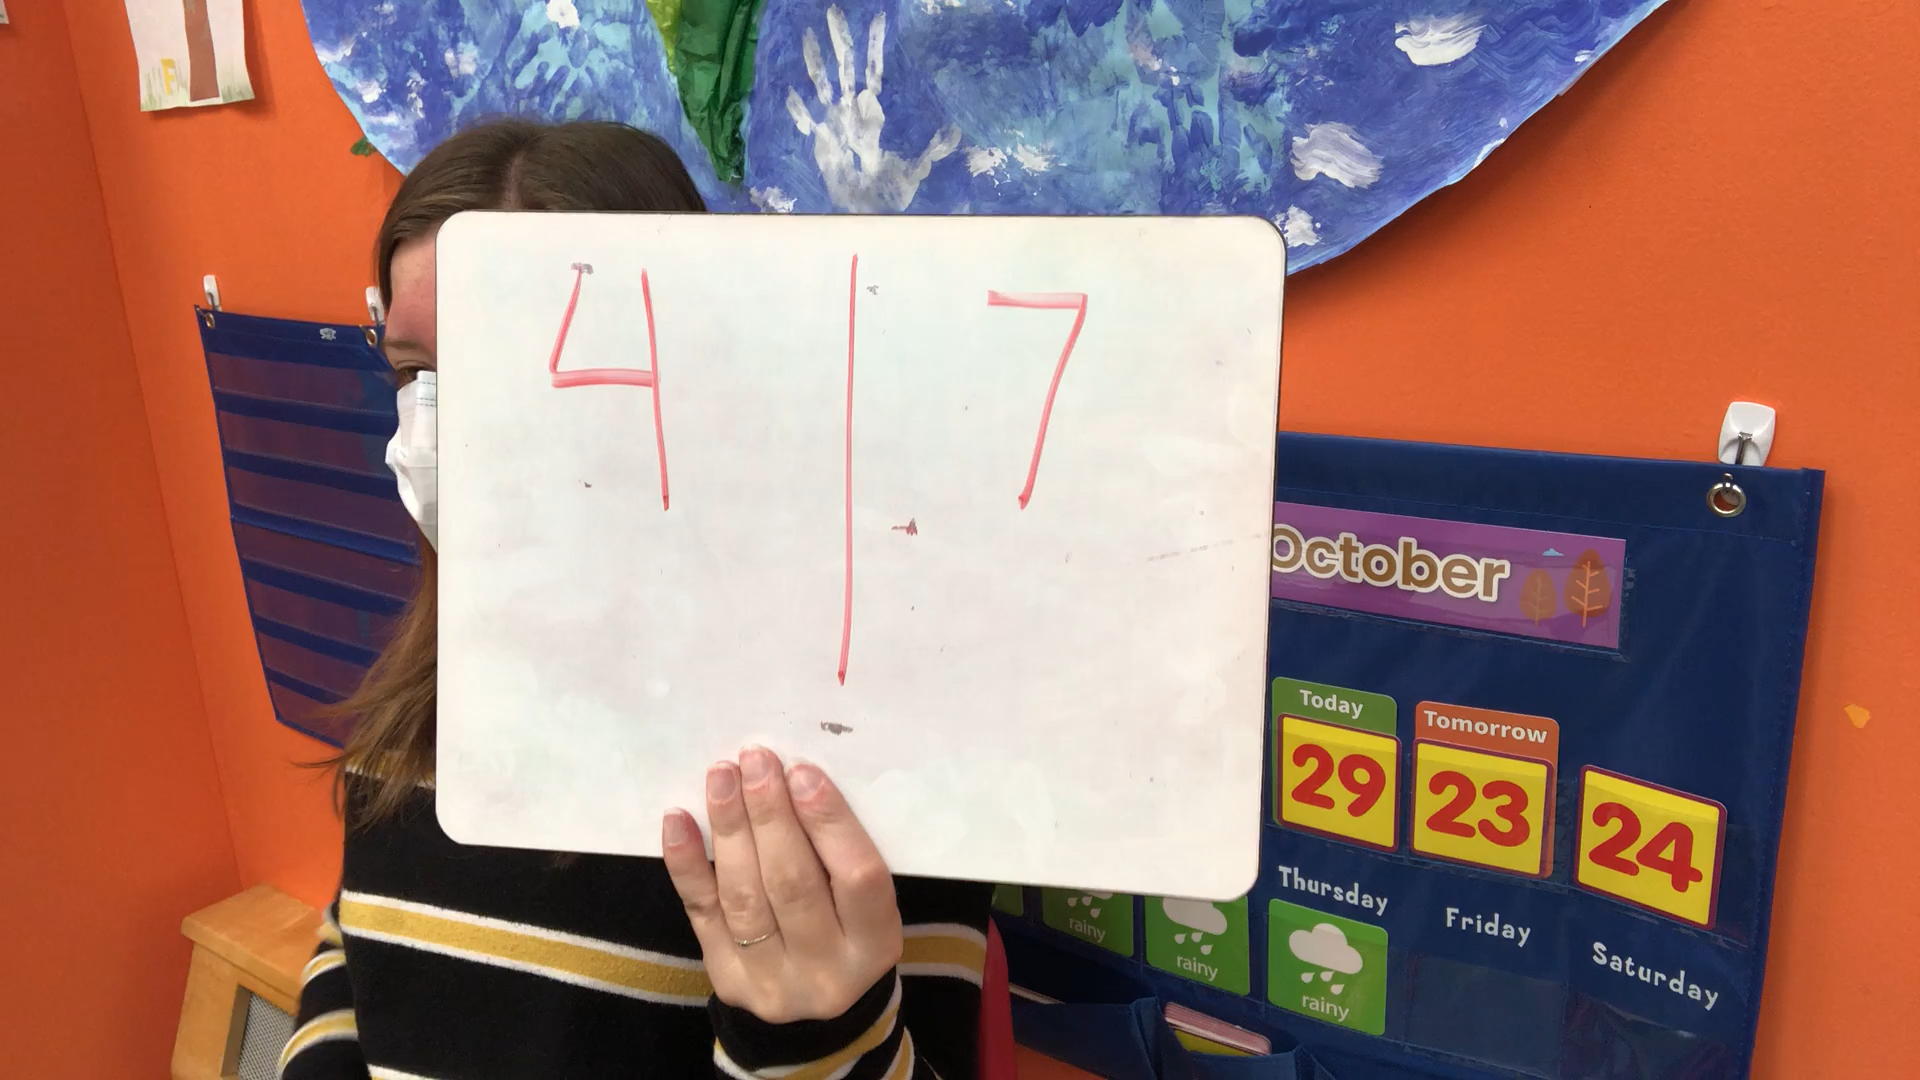 4 | 7
F
October
Today Tomorrow
29 23 24
Thursday Friday Saturday
rainy rainy rainy